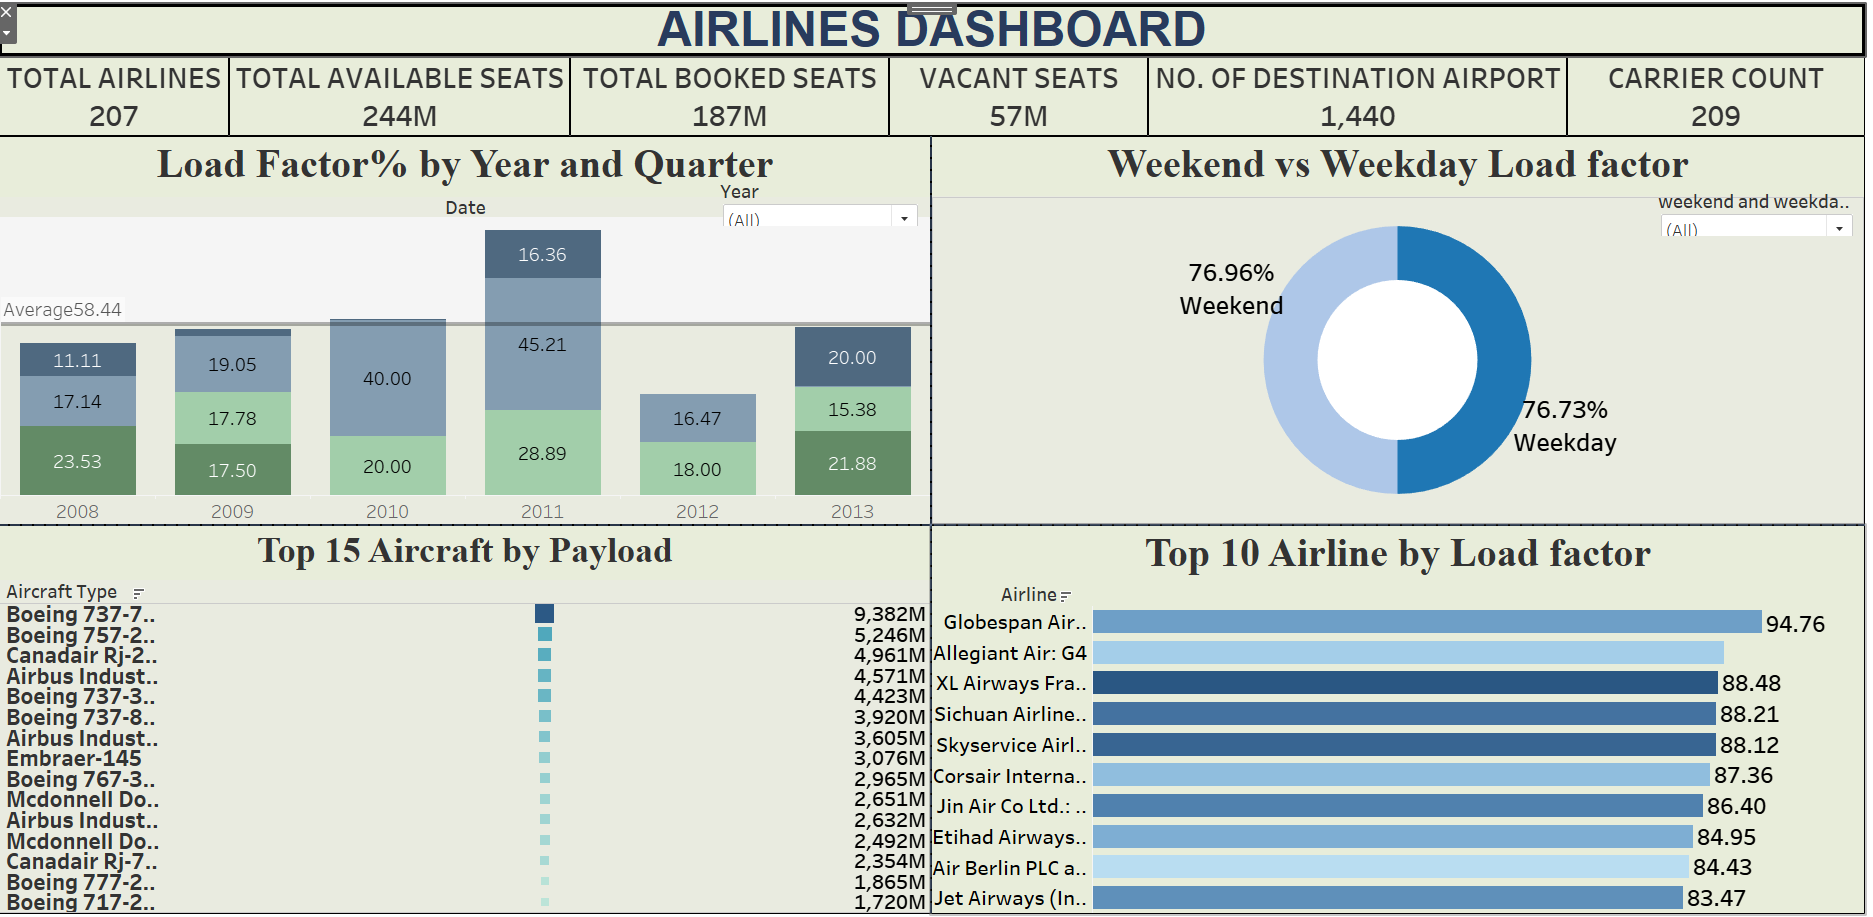 AIRLINES DASHBOARD
TOTAL AIRLINES
207
TOTAL AVAILABLE SEATS
244M
TOTAL BOOKED SEATS
187M
VACANT SEATS
57M
NO. OF DESTINATION AIRPORT
1,440
CARRIER COUNT
209
Load Factor% by Year and Quarter
Year
(All)
Date
Average58.44
11.11
17.14
23.53
19.05
17.78
17.50
40.00
20.00
16.36
45.21
28.89
16.47
18.00
20.00
15.38
21.88
2008
2009
2010
2011
2012
2013
Weekend vs Weekday Load factor
weekend and weekda..
(All)
76.96%
Weekend
76.73%
Weekday
Top 15 Aircraft by Payload
Aircraft Type
Boeing 737-7.. 9,382M
Boeing 757-2.. 5,246M
Canadair Rj-2.. 4,961M
Airbus Indust.. 4,571M
Boeing 737-3.. 4,423M
Boeing 737-8.. 3,920M
Airbus Indust.. 3,605M
Embraer-145 3,076M
Boeing 767-3.. 2,965M
Mcdonnell Do.. 2,651M
Airbus Indust.. 2,632M
Mcdonnell Do.. 2,492M
Canadair Rj-7.. 2,354M
Boeing 777-2.. 1,865M
Boeing 717-2.. 1,720M
Top 10 Airline by Load factor
Airline
Globespan Air.. 94.76
Allegiant Air: G4
XL Airways Fra.. 88.48
Sichuan Airline.. 88.21
Skyservice Airl.. 88.12
Corsair Interna.. 87.36
Jin Air Co Ltd.: .. 86.40
Etihad Airways.. 84.95
Air Berlin PLC a.. 84.43
Jet Airways (In.. 83.47